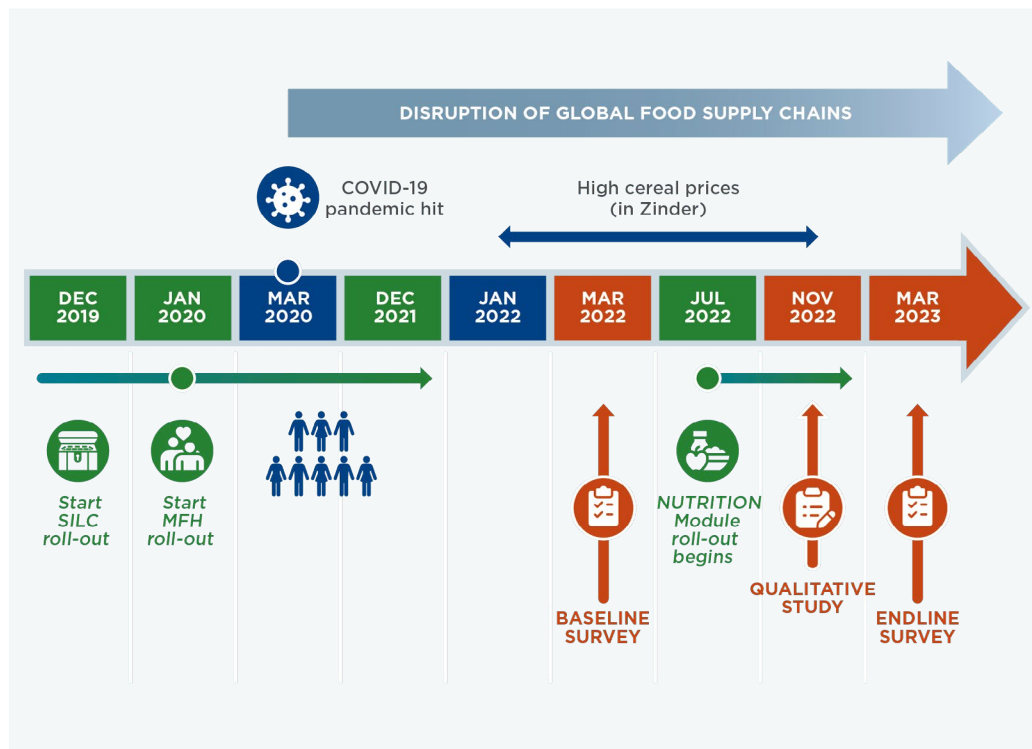 DISRUPTION OF GLOBAL FOOD SUPPLY CHAINS
COVID-19
pandemic hit
High cereal prices
(in Zinder)
DEC
2019
JAN
2020
MAR
2020
DEC
2021
JAN
2022
MAR
2022
JUL
2022
NOV
2022
MAR
2023
Start
SILC
roll-out
Start
MFH
roll-out
BASELINE
SURVEY
NUTRITION
Module
roll-out
begins
QUALITATIVE
STUDY
ENDLINE
SURVEY